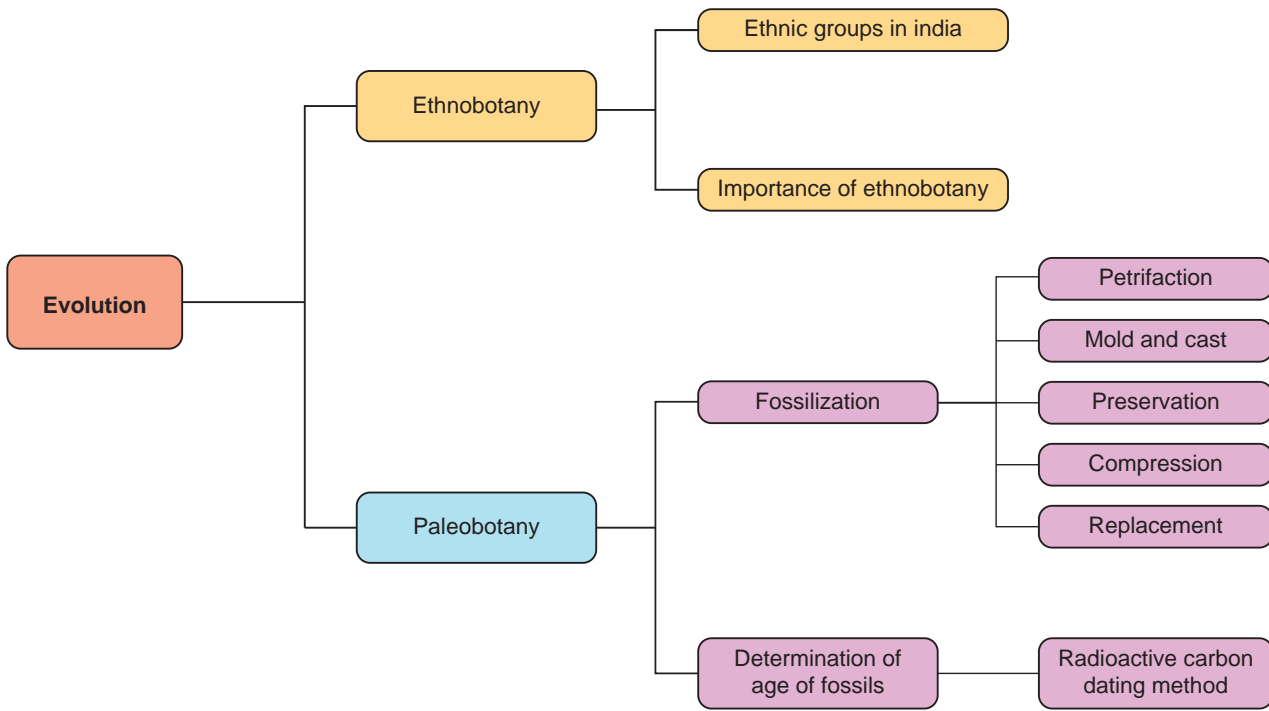 Ethnic groups in india
Ethnobotany
Importance of ethnobotany
Evolution
Petrifaction
Mold and cast
Fossilization
Preservation
Compression
Paleobotany
Replacement
Determination of
age of fossils
Radioactive carbon
dating method